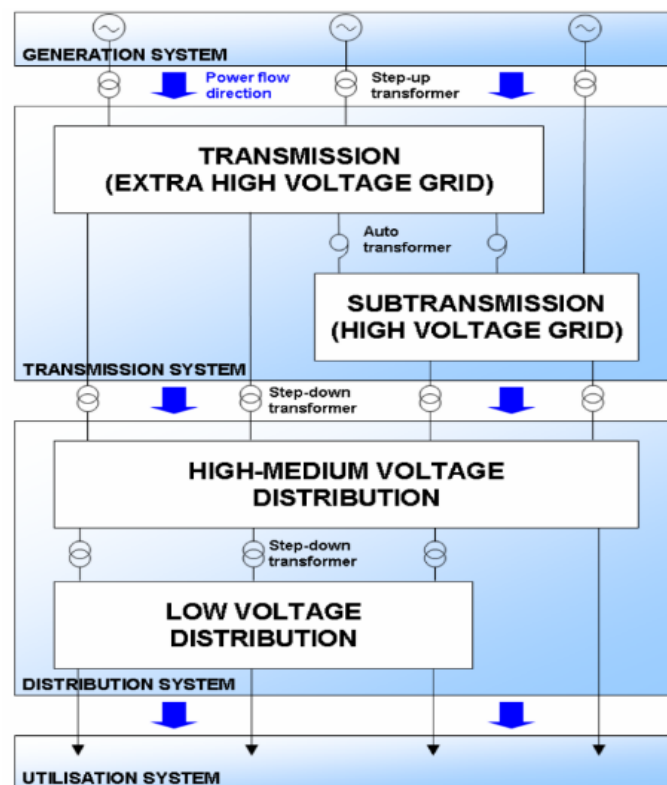 GENERATION SYSTEM
Power flow
direction
Step-up
transformer
TRANSMISSION
(EXTRA HIGH VOLTAGE GRID)
Auto
transformer
SUBTRANSMISSION
(HIGH VOLTAGE GRID)
TRANSMISSION SYSTEM
Step-down
transformer
HIGH-MEDIUM VOLTAGE
DISTRIBUTION
Step-down
transformer
LOW VOLTAGE
DISTRIBUTION
DISTRIBUTION SYSTEM
UTILISATION SYSTEM